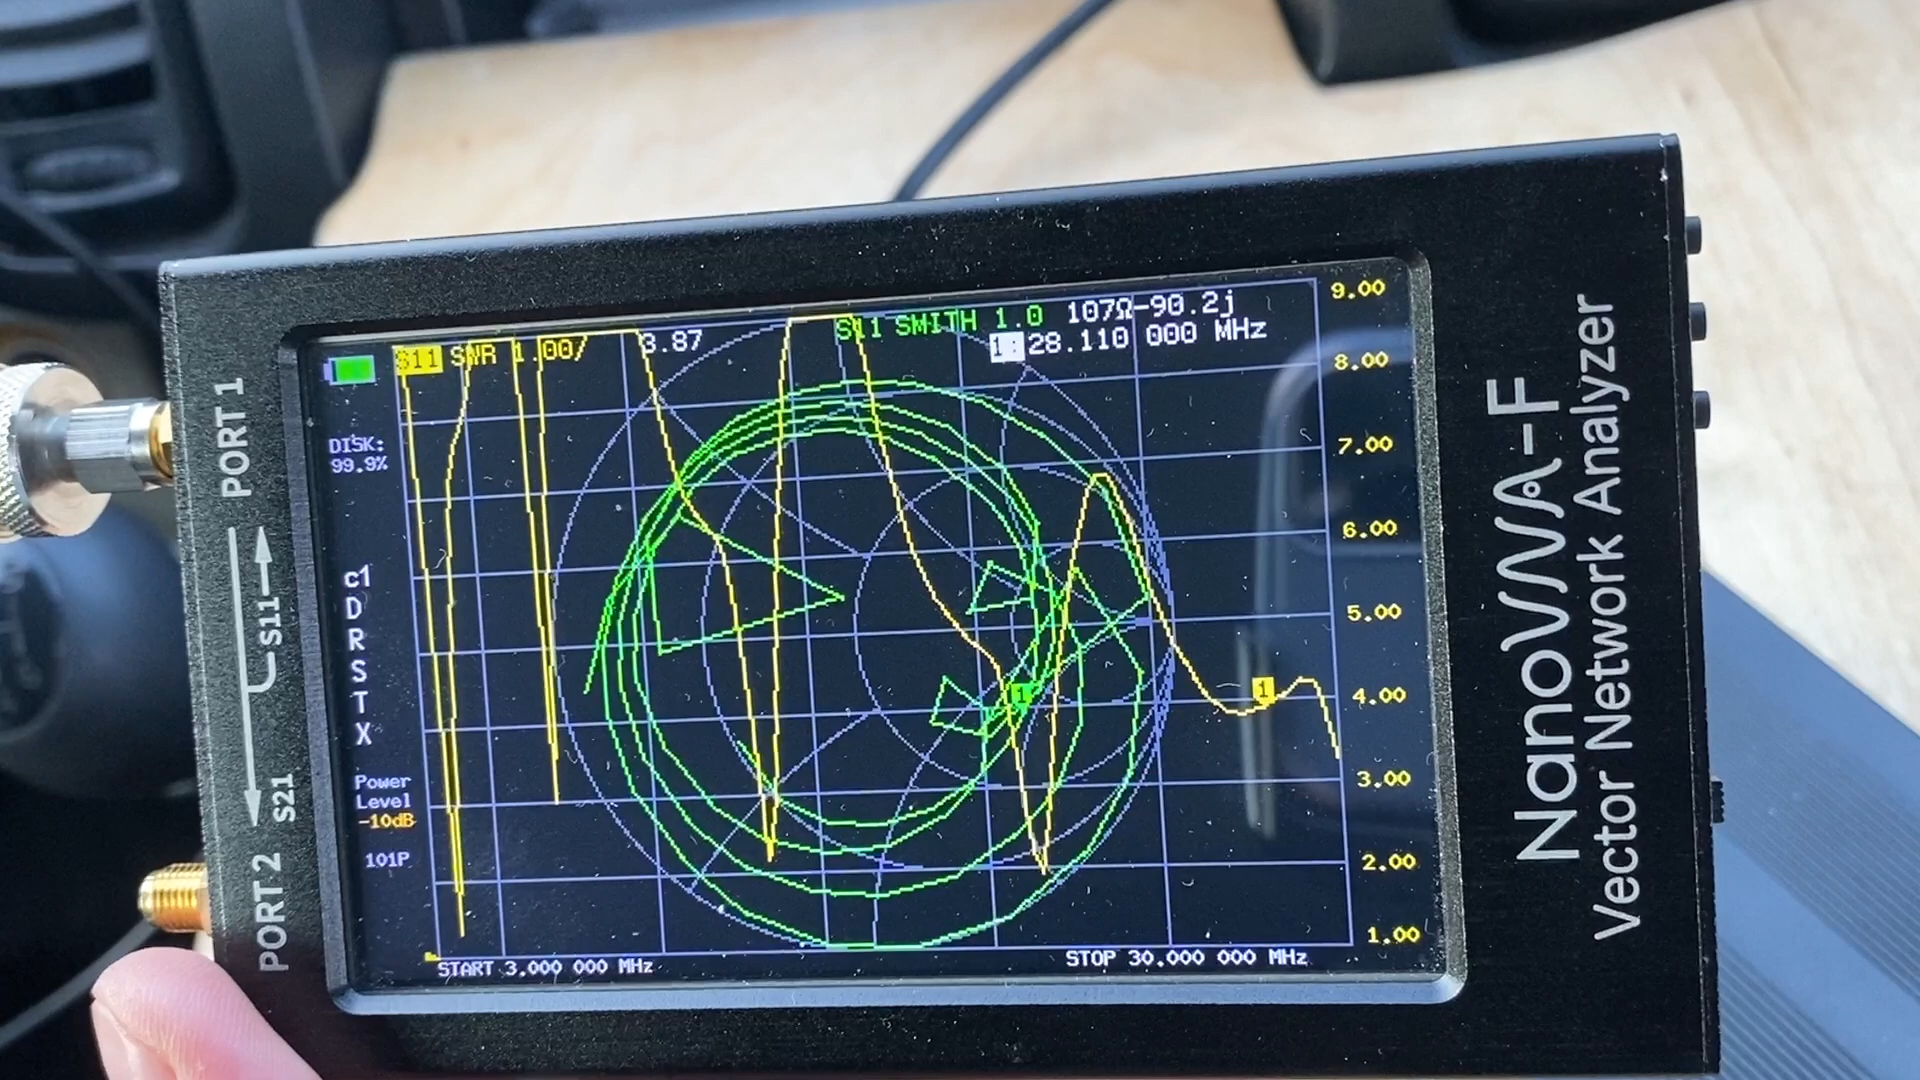 S11 SWR 1.00/ 3.87
S11 SMITH 1.0 107Ω-90.2j
1: 28.110 000 MHz
DISK:
99.9%
c1
D
R
S
T
X
Power
Level
-10dB
101P
9.00
8.00
7.00
6.00
5.00
4.00
3.00
2.00
1.00
1
1
START 3.000 000 MHz
STOP 30.000 000 MHz
PORT 1
S11
S21
PORT 2
NanoVNA-F
Vector Network Analyzer